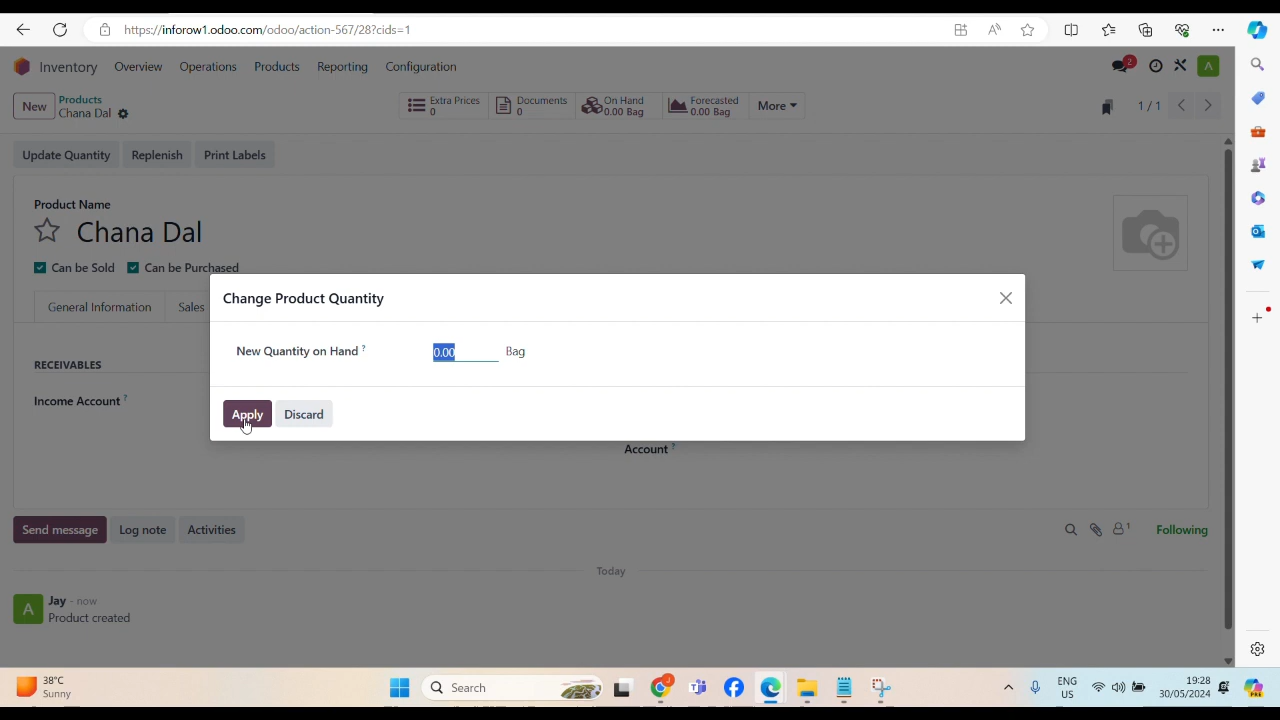 https://inforow1.odoo.com/odoo/action-567/28?cids=1
Inventory Overview Operations Products Reporting Configuration 2 A
New Products
Chana Dal
Extra Prices
0
Documents
0
On Hand
0.00 Bag
Forecasted
0.00 Bag
More
1 / 1
Update Quantity Replenish Print Labels
Product Name
Chana Dal
Can be Sold Can be Purchased
General Information Sales
Change Product Quantity
New Quantity on Hand ? 0.00 Bag
Apply Discard
RECEIVABLES
Income Account ?
Account ?
Send message Log note Activities 1 Following
Today
A Jay - now
Product created
38°C
Sunny
Search
ENG
US
19:28
30/05/2024